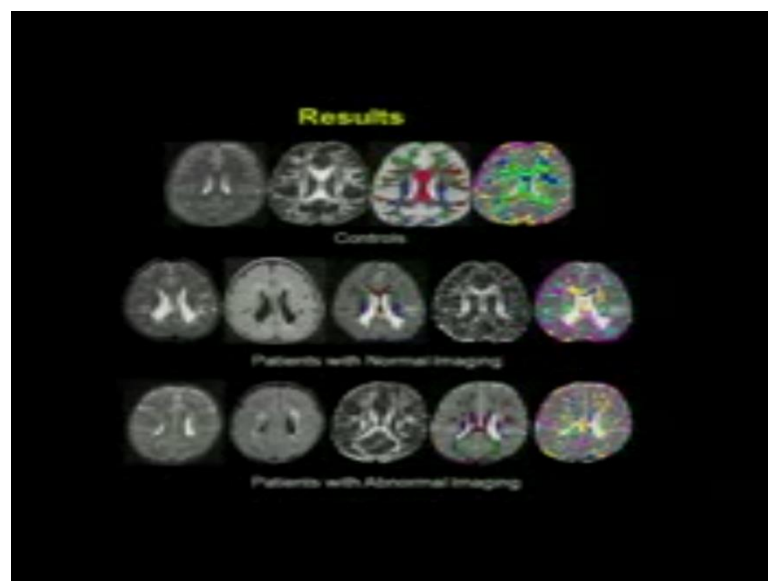 Results
Controls
Patients with Normal Imaging
Patients with Abnormal Imaging